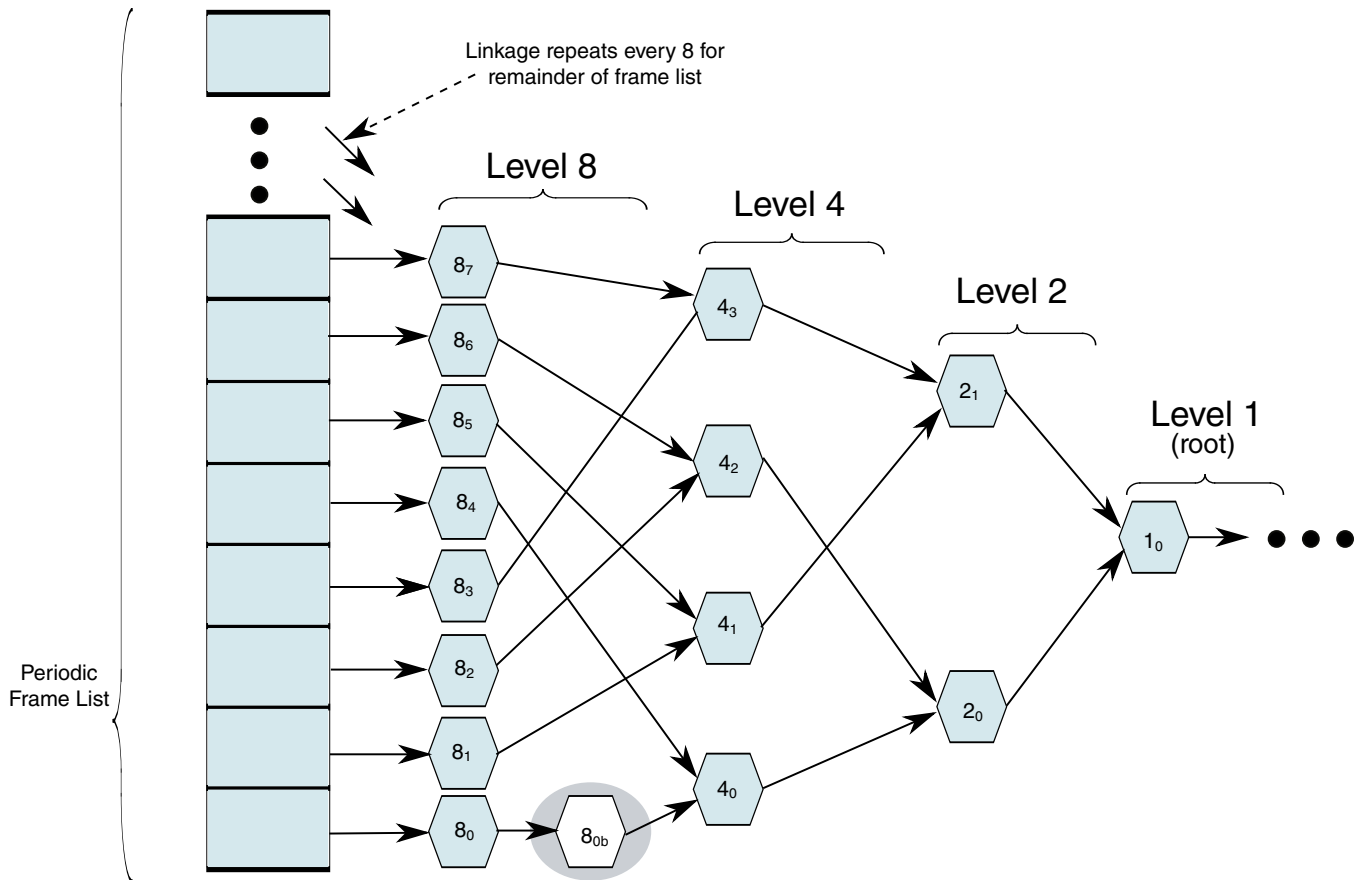 Linkage repeats every 8 for
remainder of frame list
Level 8
Level 4
Level 2
Level 1
(root)
8₇
8₆
8₅
8₄
8₃
8₂
8₁
8₀
8₀b
4₃
4₂
4₁
4₀
2₁
2₀
1₀
Periodic
Frame List